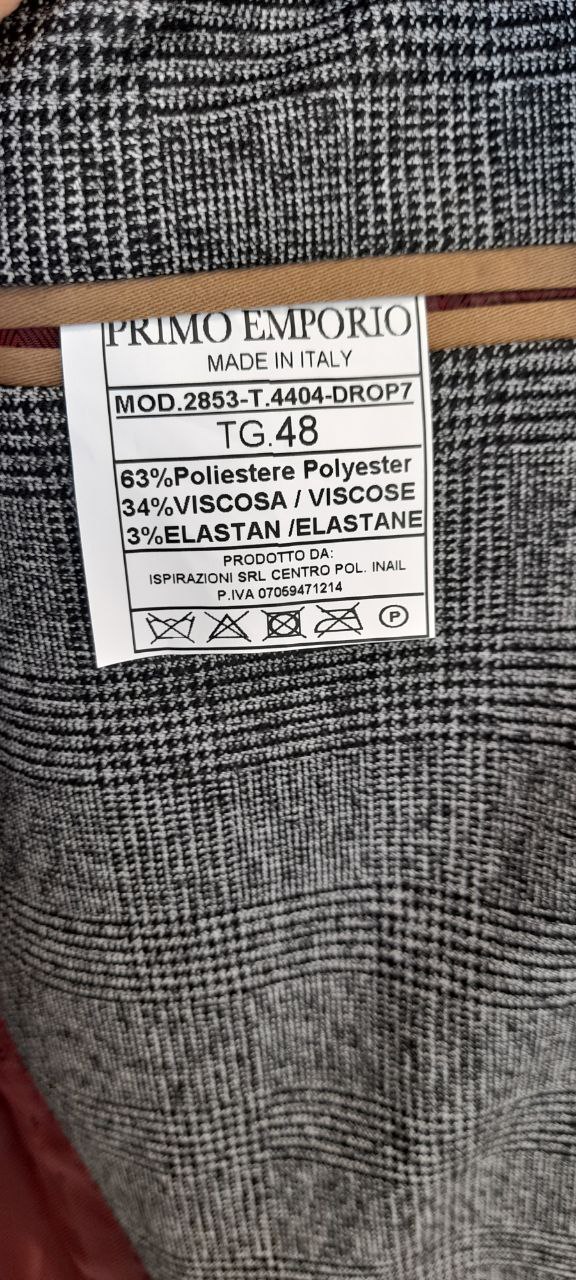 PRIMO EMPORIO
MADE IN ITALY
MOD.2853-T.4404-DROP7
TG.48
63%Poliestere Polyester
34%VISCOSA / VISCOSE
3%ELASTAN /ELASTANE
PRODOTTO DA:
ISPIRAZIONI SRL CENTRO POL. INAIL
P.IVA 07059471214
P